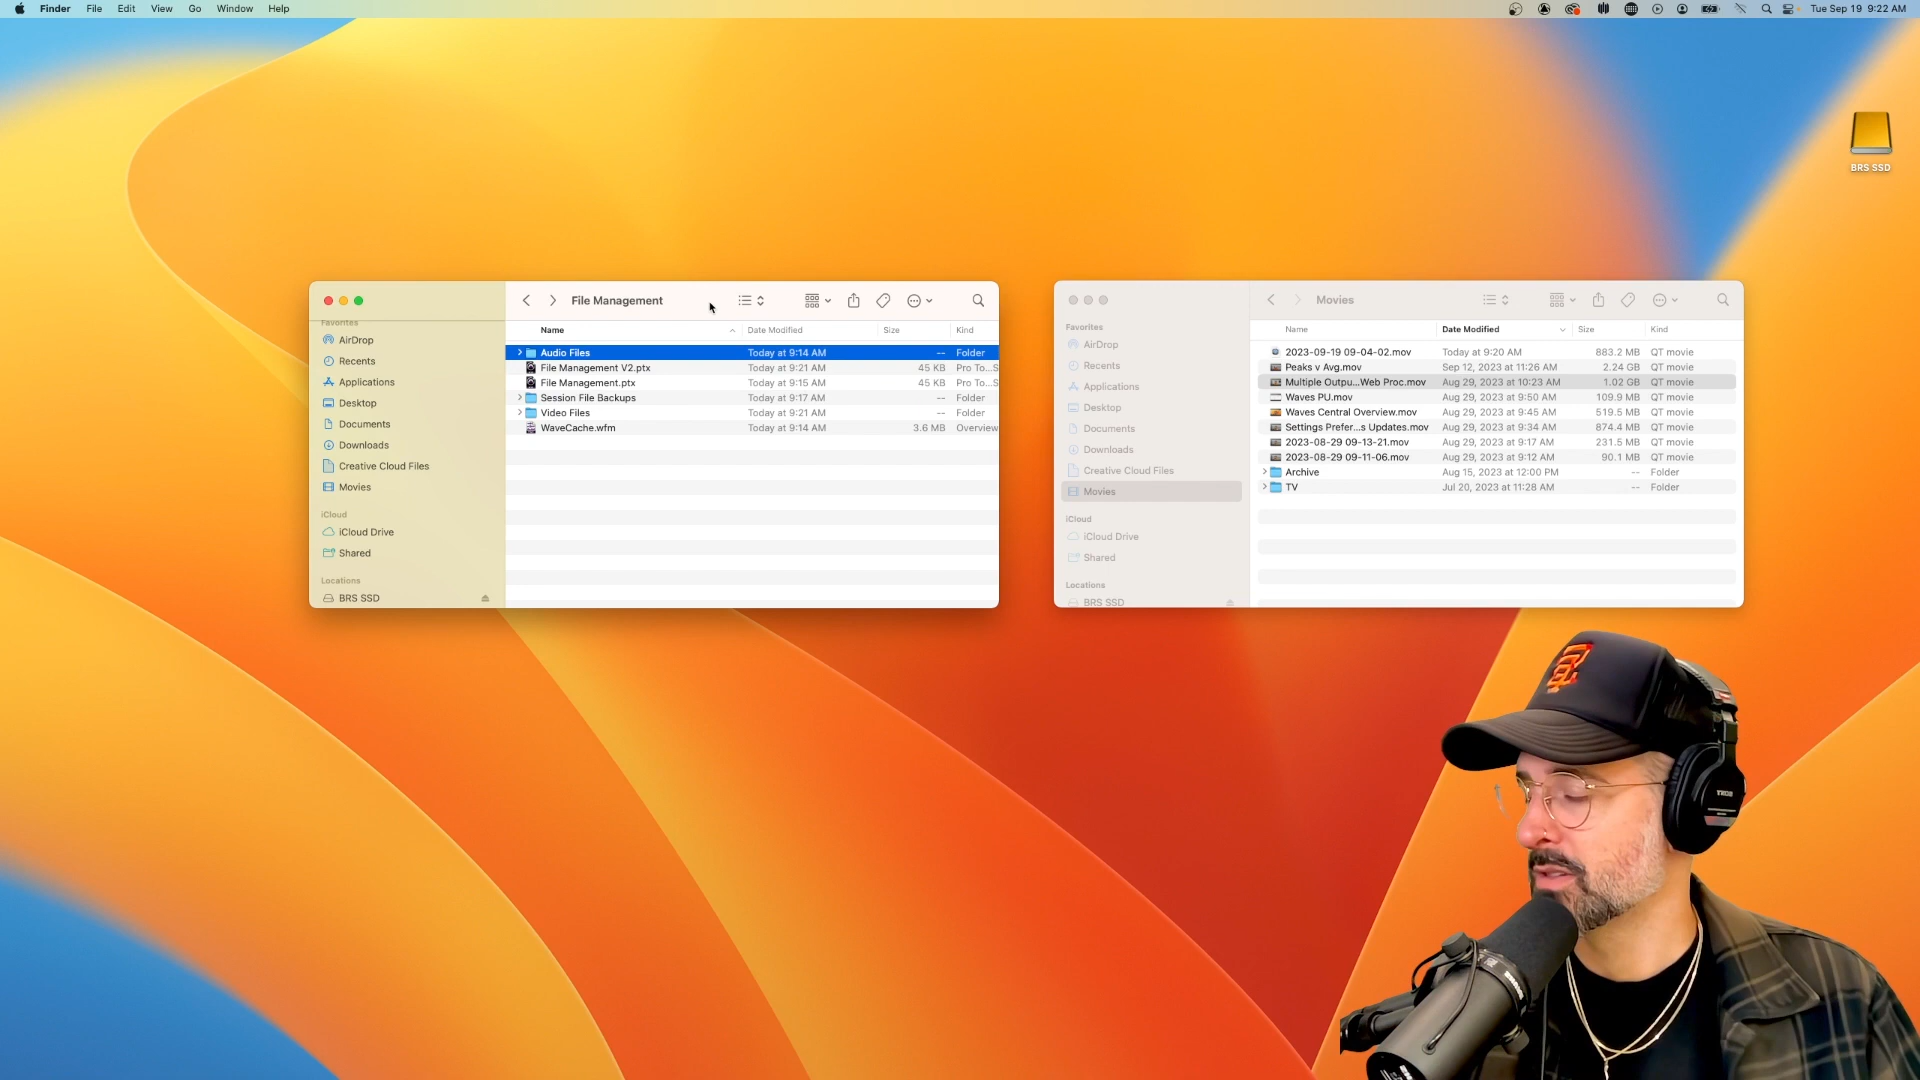 Finder File Edit View Go Window Help
Tue Sep 19 9:22 AM
BRS SSD
File Management
Favorites
AirDrop
Recents
Applications
Desktop
Documents
Downloads
Creative Cloud Files
Movies
iCloud
iCloud Drive
Shared
Locations
BRS SSD
Name Date Modified Size Kind
Audio Files Today at 9:14 AM -- Folder
File Management V2.ptx Today at 9:21 AM 45 KB Pro To...S
File Management.ptx Today at 9:15 AM 45 KB Pro To...S
Session File Backups Today at 9:17 AM -- Folder
Video Files Today at 9:21 AM -- Folder
WaveCache.wfm Today at 9:14 AM 3.6 MB Overview
Movies
Favorites
AirDrop
Recents
Applications
Desktop
Documents
Downloads
Creative Cloud Files
Movies
iCloud
iCloud Drive
Shared
Locations
BRS SSD
Name Date Modified Size Kind
2023-09-19 09-04-02.mov Today at 9:20 AM 883.2 MB QT movie
Peaks v Avg.mov Sep 12, 2023 at 11:26 AM 2.24 GB QT movie
Multiple Outpu...Web Proc.mov Aug 29, 2023 at 10:23 AM 1.02 GB QT movie
Waves PU.mov Aug 29, 2023 at 9:50 AM 109.9 MB QT movie
Waves Central Overview.mov Aug 29, 2023 at 9:45 AM 519.5 MB QT movie
Settings Prefer...s Updates.mov Aug 29, 2023 at 9:34 AM 874.4 MB QT movie
2023-08-29 09-13-21.mov Aug 29, 2023 at 9:17 AM 231.5 MB QT movie
2023-08-29 09-11-06.mov Aug 29, 2023 at 9:12 AM 90.1 MB QT movie
Archive Aug 15, 2023 at 12:00 PM -- Folder
TV Jul 20, 2023 at 11:28 AM -- Folder
SF